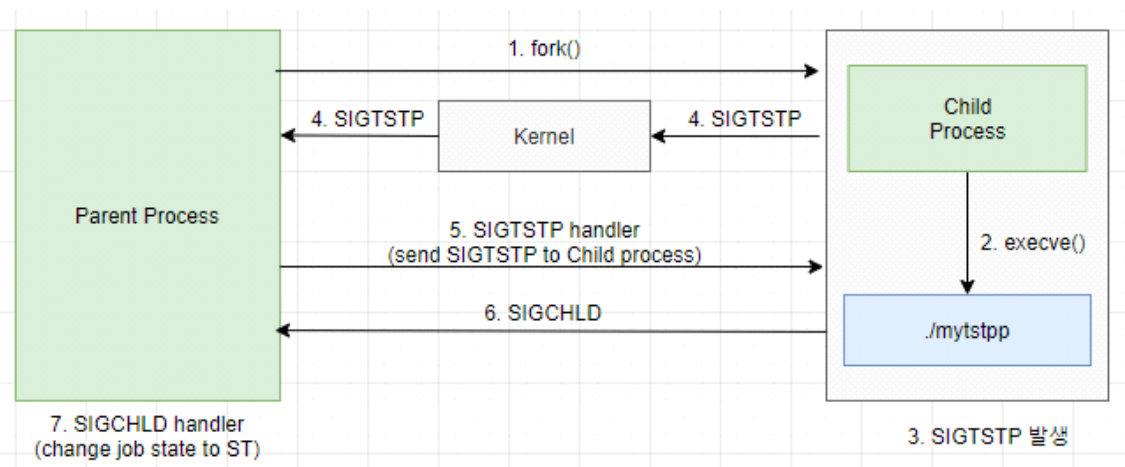 1. fork()
4. SIGTSTP
Kernel
4. SIGTSTP
Child
Process
Parent Process
5. SIGTSTP handler
(send SIGTSTP to Child process)
2. execve()
6. SIGCHLD
./mytstpp
7. SIGCHLD handler
(change job state to ST)
3. SIGTSTP 발생